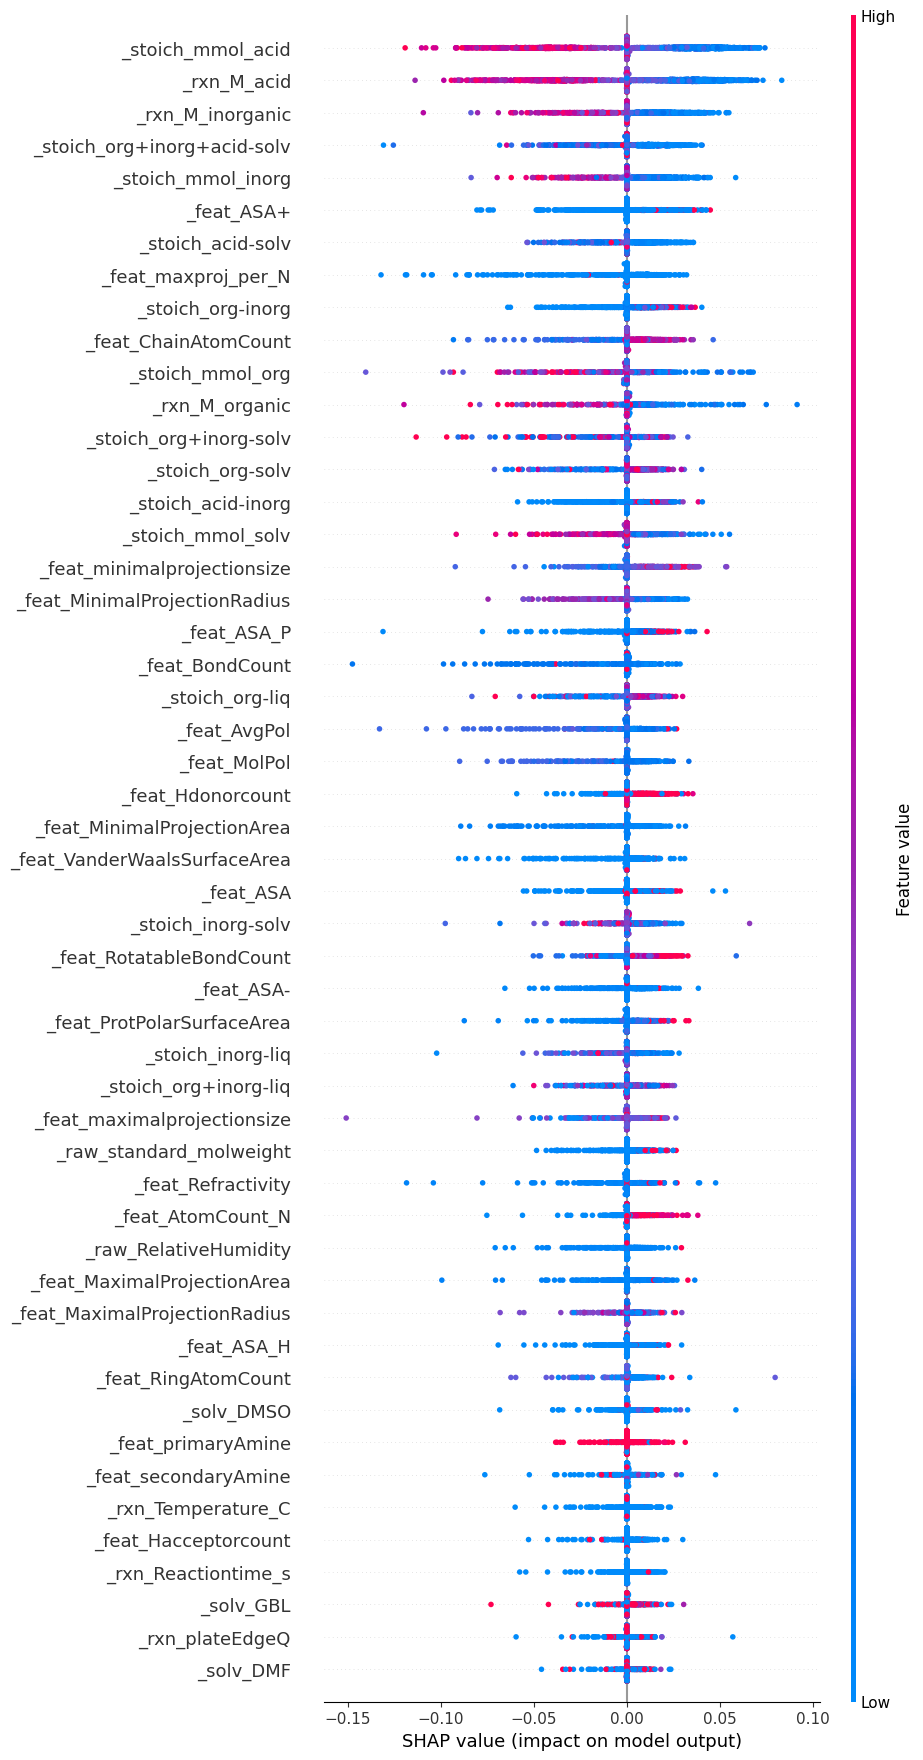 High
_stoich_mmol_acid
_rxn_M_acid
_rxn_M_inorganic
_stoich_org+inorg+acid-solv
_stoich_mmol_inorg
_feat_ASA+
_stoich_acid-solv
_feat_maxproj_per_N
_stoich_org-inorg
_feat_ChainAtomCount
_stoich_mmol_org
_rxn_M_organic
_stoich_org+inorg-solv
_stoich_org-solv
_stoich_acid-inorg
_stoich_mmol_solv
_feat_minimalprojectionsize
_feat_MinimalProjectionRadius
_feat_ASA_P
_feat_BondCount
_stoich_org-liq
_feat_AvgPol
_feat_MolPol
_feat_Hdonorcount
_feat_MinimalProjectionArea
_feat_VanderWaalsSurfaceArea
_feat_ASA
_stoich_inorg-solv
_feat_RotatableBondCount
_feat_ASA-
_feat_ProtPolarSurfaceArea
_stoich_inorg-liq
_stoich_org+inorg-liq
_feat_maximalprojectionsize
_raw_standard_molweight
_feat_Refractivity
_feat_AtomCount_N
_raw_RelativeHumidity
_feat_MaximalProjectionArea
_feat_MaximalProjectionRadius
_feat_ASA_H
_feat_RingAtomCount
_solv_DMSO
_feat_primaryAmine
_feat_secondaryAmine
_rxn_Temperature_C
_feat_Hacceptorcount
_rxn_Reactiontime_s
_solv_GBL
_rxn_plateEdgeQ
_solv_DMF
Feature value
Low
−0.15 −0.10 −0.05 0.00 0.05 0.10
SHAP value (impact on model output)